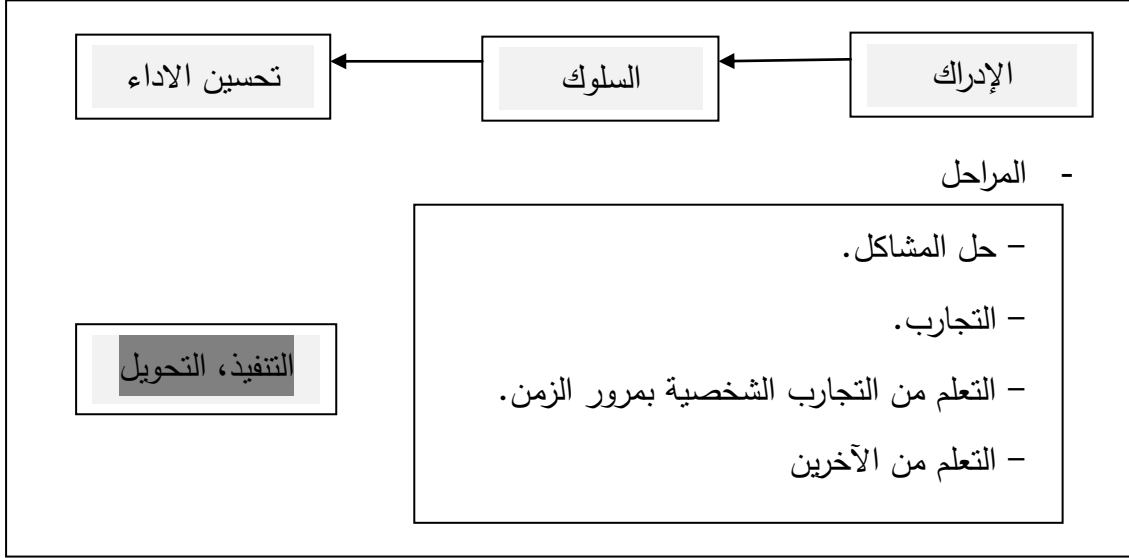 الإدراك
السلوك
تحسين الاداء
- المراحل
– حل المشاكل.
– التجارب.
– التعلم من التجارب الشخصية بمرور الزمن.
– التعلم من الآخرين
التنفيذ، التحويل